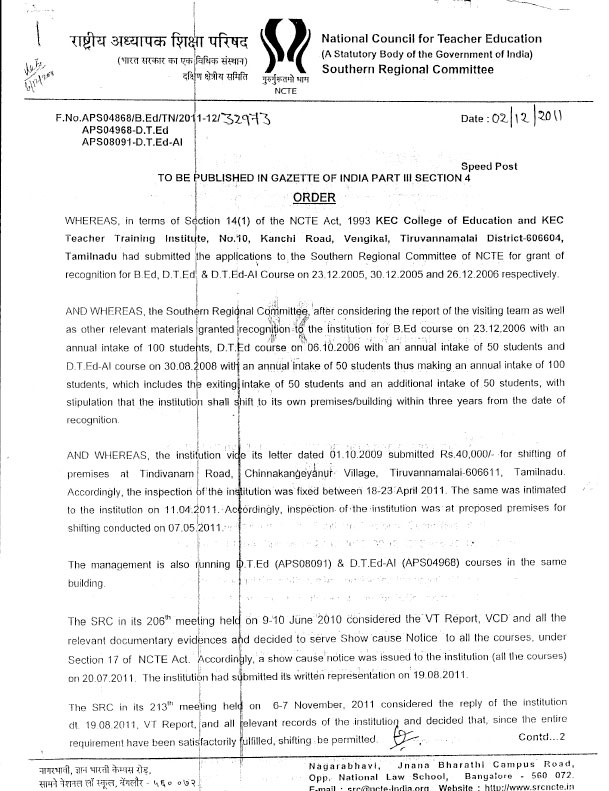 राष्ट्रीय अध्यापक शिक्षा परिषद
(भारत सरकार का एक विधिक संस्थान)
दक्षिण क्षेत्रीय समिति
गुरुर्गुरुतमो धाम
NCTE
National Council for Teacher Education
(A Statutory Body of the Government of India)
Southern Regional Committee
F.No.APS04868/B.Ed/TN/2011-12/32973
Date : 02/12/2011
APS04968-D.T.Ed
APS08091-D.T.Ed-AI
Speed Post
TO BE PUBLISHED IN GAZETTE OF INDIA PART III SECTION 4
ORDER
WHEREAS, in terms of Section 14(1) of the NCTE Act, 1993 KEC College of Education and KEC
Teacher Training Institute, No.10, Kanchi Road, Vengikal, Tiruvannamalai District-606604,
Tamilnadu had submitted the applications to the Southern Regional Committee of NCTE for grant of
recognition for B.Ed, D.T.Ed & D.T.Ed-AI Course on 23.12.2005, 30.12.2005 and 26.12.2006 respectively.
AND WHEREAS, the Southern Regional Committee, after considering the report of the visiting team as well
as other relevant materials granted recognition to the institution for B.Ed course on 23.12.2006 with an
annual intake of 100 students, D.T.Ed course on 06.10.2006 with an annual intake of 50 students and
D.T.Ed-AI course on 30.08.2008 with an annual intake of 50 students thus making an annual intake of 100
students, which includes the exiting intake of 50 students and an additional intake of 50 students, with
stipulation that the institution shall shift to its own premises/building within three years from the date of
recognition.
AND WHEREAS, the institution vide its letter dated 01.10.2009 submitted Rs.40,000/- for shifting of
premises at Tindivanam Road, Chinnakangeyanur Village, Tiruvannamalai-606611, Tamilnadu.
Accordingly, the inspection of the institution was fixed between 18-23 April 2011. The same was intimated
to the institution on 11.04.2011. Accordingly, inspection of the institution was at preposed premises for
shifting conducted on 07.05.2011.
The management is also running D.T.Ed (APS08091) & D.T.Ed-AI (APS04968) courses in the same
building.
The SRC in its 206th meeting held on 9-10 June 2010 considered the VT Report, VCD and all the
relevant documentary evidences and decided to serve Show cause Notice to all the courses, under
Section 17 of NCTE Act. Accordingly, a show cause notice was issued to the institution (all the courses)
on 20.07.2011. The institution had submitted its written representation on 19.08.2011.
The SRC in its 213th meeting held on 6-7 November, 2011 considered the reply of the institution
dt. 19.08.2011, VT Report, and all relevant records of the institution and decided that, since the entire
requirement have been satisfactorily fulfilled, shifting be permitted.
Contd...2
नागरभावी, ज्ञान भारती केम्पस रोड,
सामने नेशनल लॉ स्कूल, बेंगलौर - ५६० ०७२
Nagarabhavi, Jnana Bharathi Campus Road,
Opp. National Law School, Bangalore - 560 072.
E-mail : src@ncte-india.org Website : http://www.srcncte.in